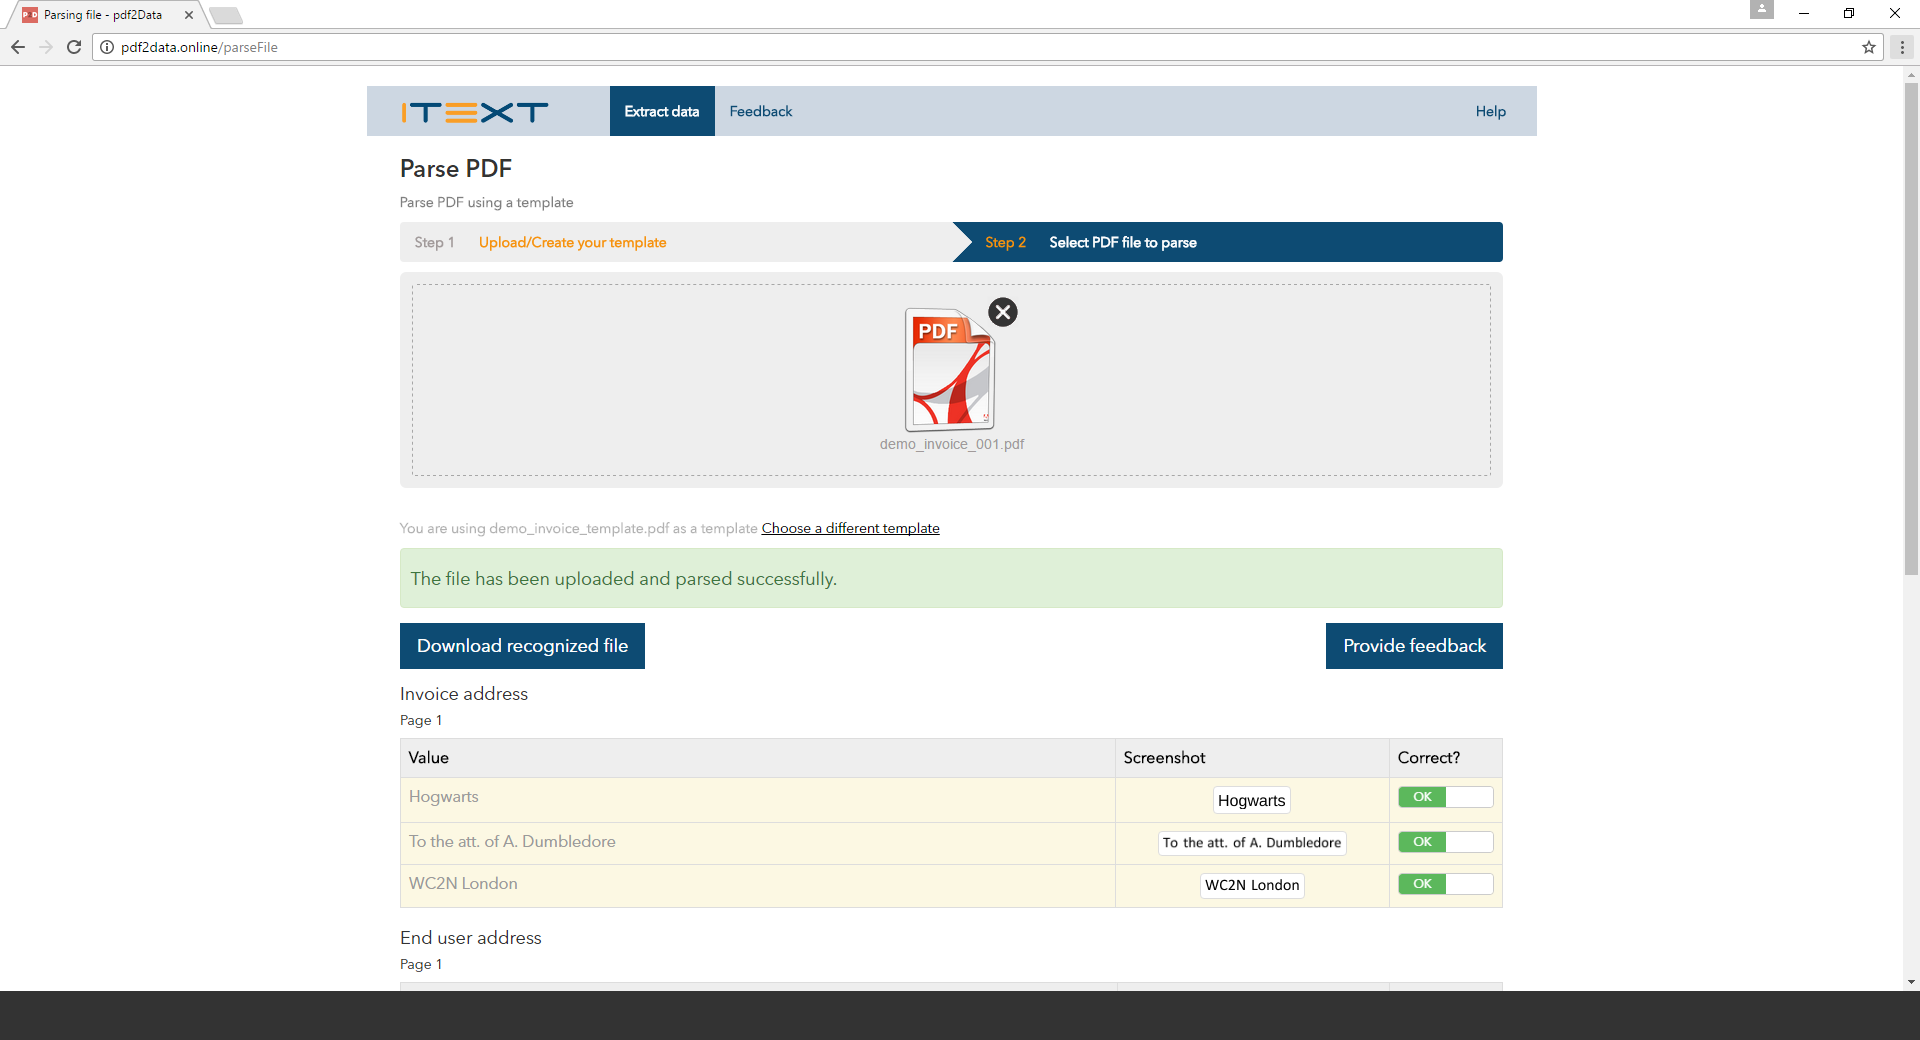 Parsing file - pdf2Data
pdf2data.online/parseFile
ITEXT
Extract data
Feedback
Help
Parse PDF
Parse PDF using a template
Step 1 Upload/Create your template
Step 2 Select PDF file to parse
PDF
demo_invoice_001.pdf
You are using demo_invoice_template.pdf as a template Choose a different template
The file has been uploaded and parsed successfully.
Download recognized file
Provide feedback
Invoice address
Page 1
Value Screenshot Correct?
Hogwarts Hogwarts OK
To the att. of A. Dumbledore To the att. of A. Dumbledore OK
WC2N London WC2N London OK
End user address
Page 1